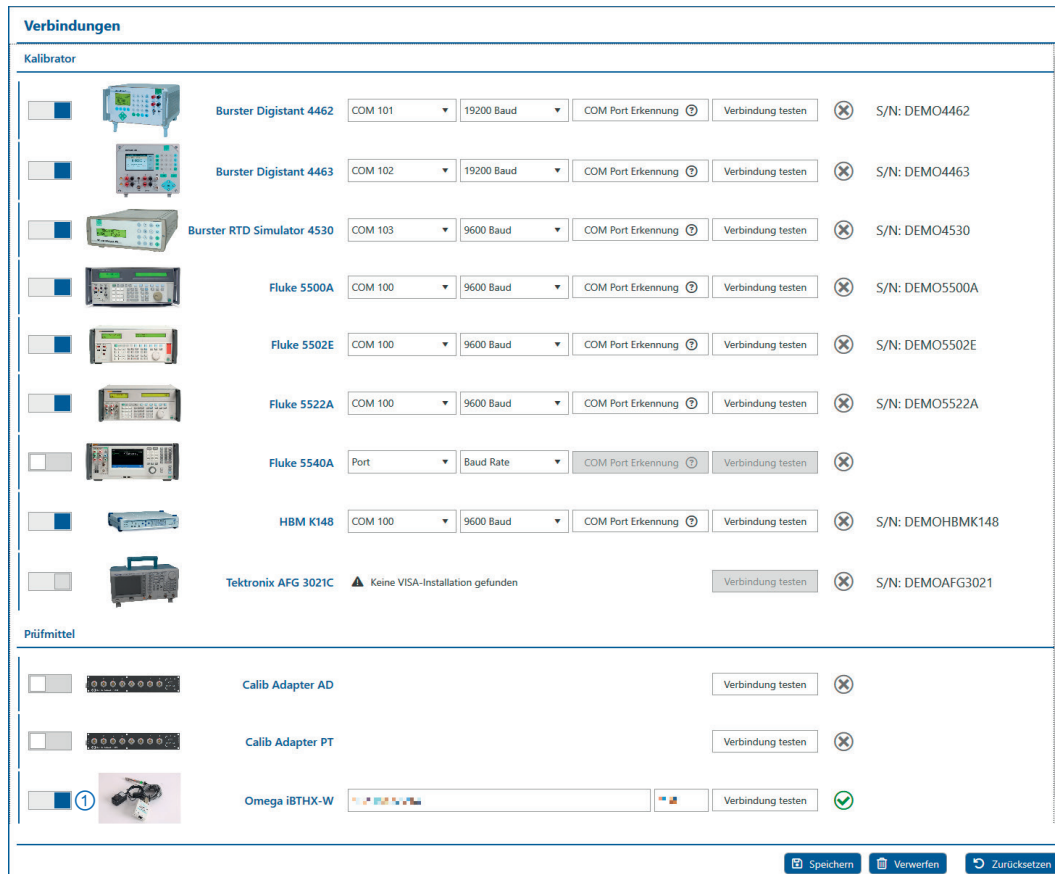 Verbindungen
Kalibrator
Burster Digistant 4462 COM 101 19200 Baud COM Port Erkennung ? Verbindung testen S/N: DEMO4462
Burster Digistant 4463 COM 102 19200 Baud COM Port Erkennung ? Verbindung testen S/N: DEMO4463
Burster RTD Simulator 4530 COM 103 9600 Baud COM Port Erkennung ? Verbindung testen S/N: DEMO4530
Fluke 5500A COM 100 9600 Baud COM Port Erkennung ? Verbindung testen S/N: DEMO5500A
Fluke 5502E COM 100 9600 Baud COM Port Erkennung ? Verbindung testen S/N: DEMO5502E
Fluke 5522A COM 100 9600 Baud COM Port Erkennung ? Verbindung testen S/N: DEMO5522A
Fluke 5540A Port Baud Rate COM Port Erkennung ? Verbindung testen
HBM K148 COM 100 9600 Baud COM Port Erkennung ? Verbindung testen S/N: DEMOHBMK148
Tektronix AFG 3021C Keine VISA-Installation gefunden Verbindung testen S/N: DEMOAFG3021
Prüfmittel
Calib Adapter AD Verbindung testen
Calib Adapter PT Verbindung testen
1 Omega iBTHX-W Verbindung testen
Speichern Verwerfen Zurücksetzen